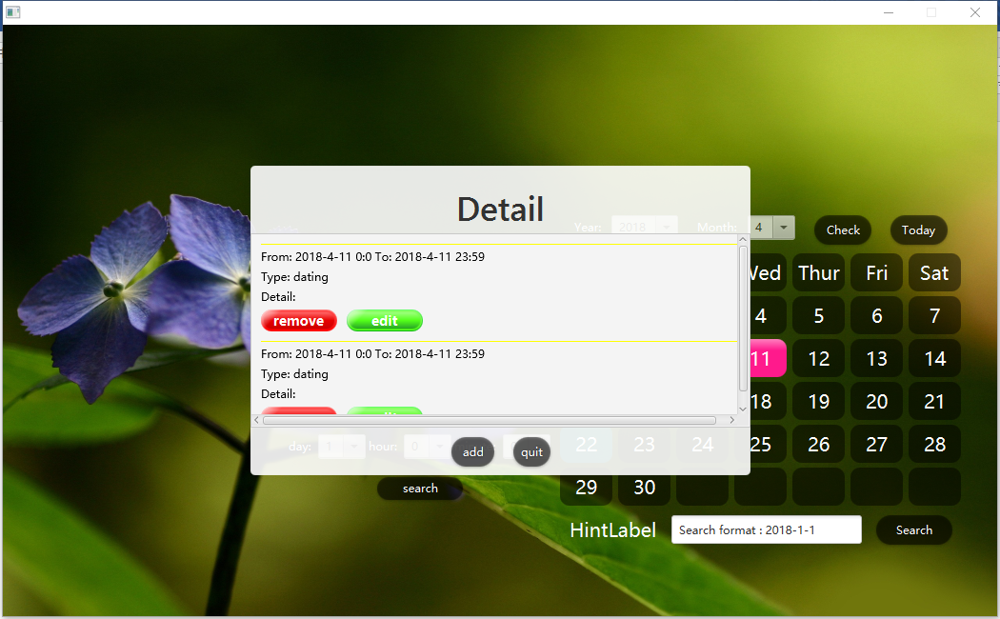 Detail
Year: 2018 Month: 4 Check Today
From: 2018-4-11 0:0 To: 2018-4-11 23:59
Type: dating
Detail:
remove edit
From: 2018-4-11 0:0 To: 2018-4-11 23:59
Type: dating
Detail:
day: 1 hour: 0
add quit
search
Wed Thur Fri Sat
4 5 6 7
11 12 13 14
18 19 20 21
22 23 24 25 26 27 28
29 30
HintLabel Search format : 2018-1-1 Search